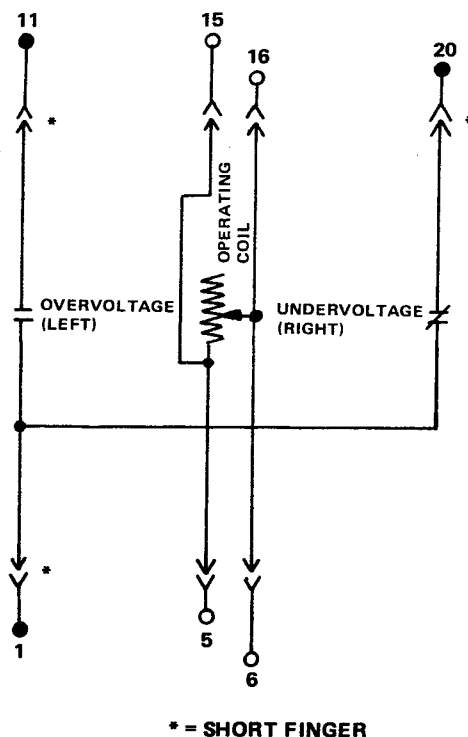 11
15
16
20
*
*
OPERATING
COIL
OVERVOLTAGE
(LEFT)
UNDERVOLTAGE
(RIGHT)
*
1
5
6
* = SHORT FINGER